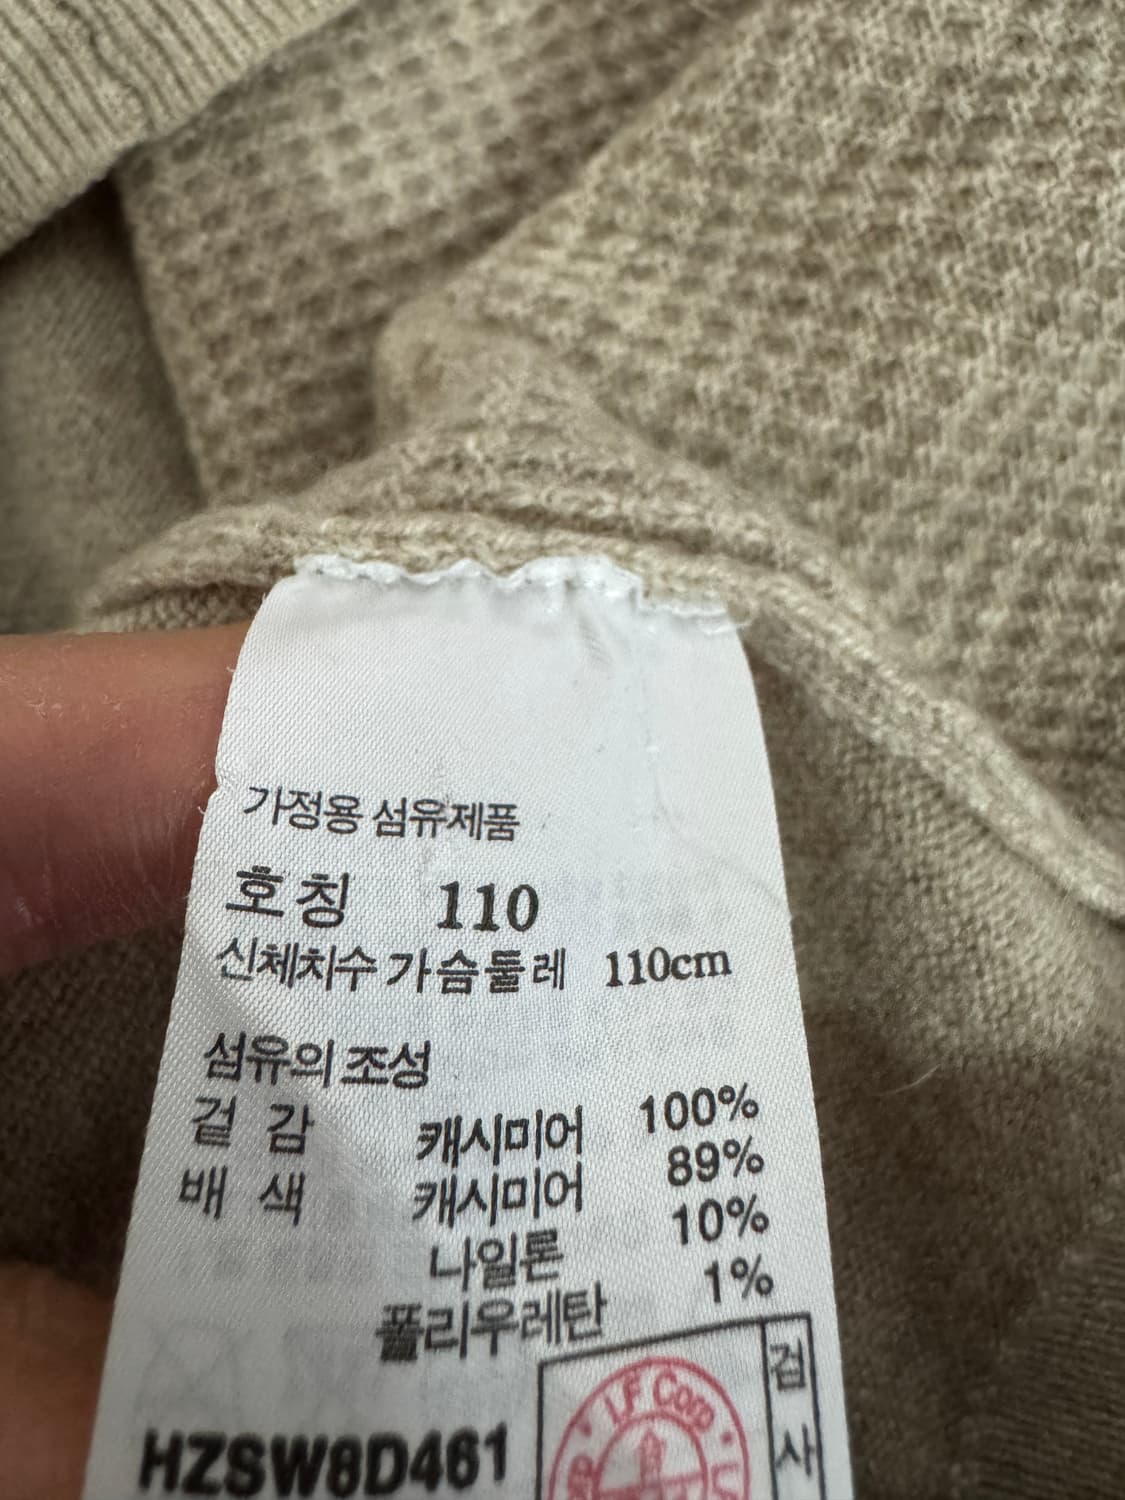 가정용 섬유제품
호칭 110
신체치수 가슴둘레 110cm
섬유의 조성
겉감 캐시미어 100%
배색 캐시미어 89%
나일론 10%
폴리우레탄 1%
검사
LF Corp
HZSW8D461